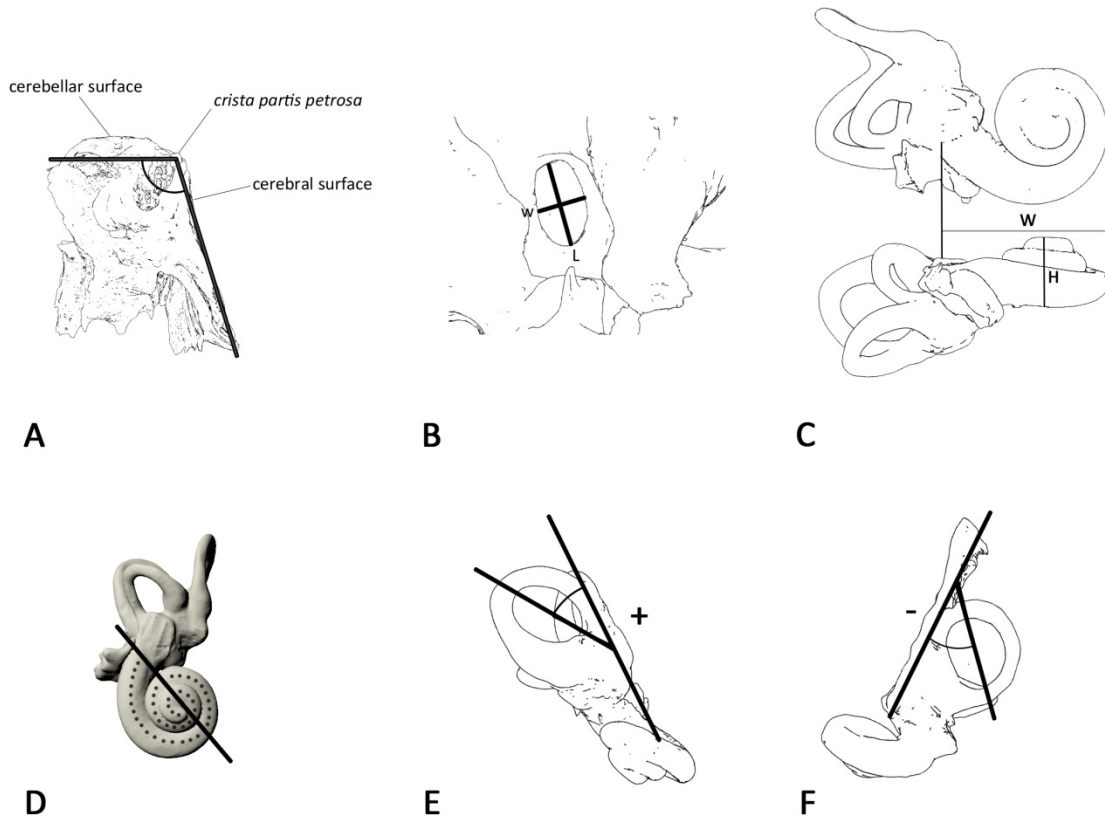 cerebellar surface
crista partis petrosa
cerebral surface
A
W
L
B
W
H
C
D
+
E
-
F